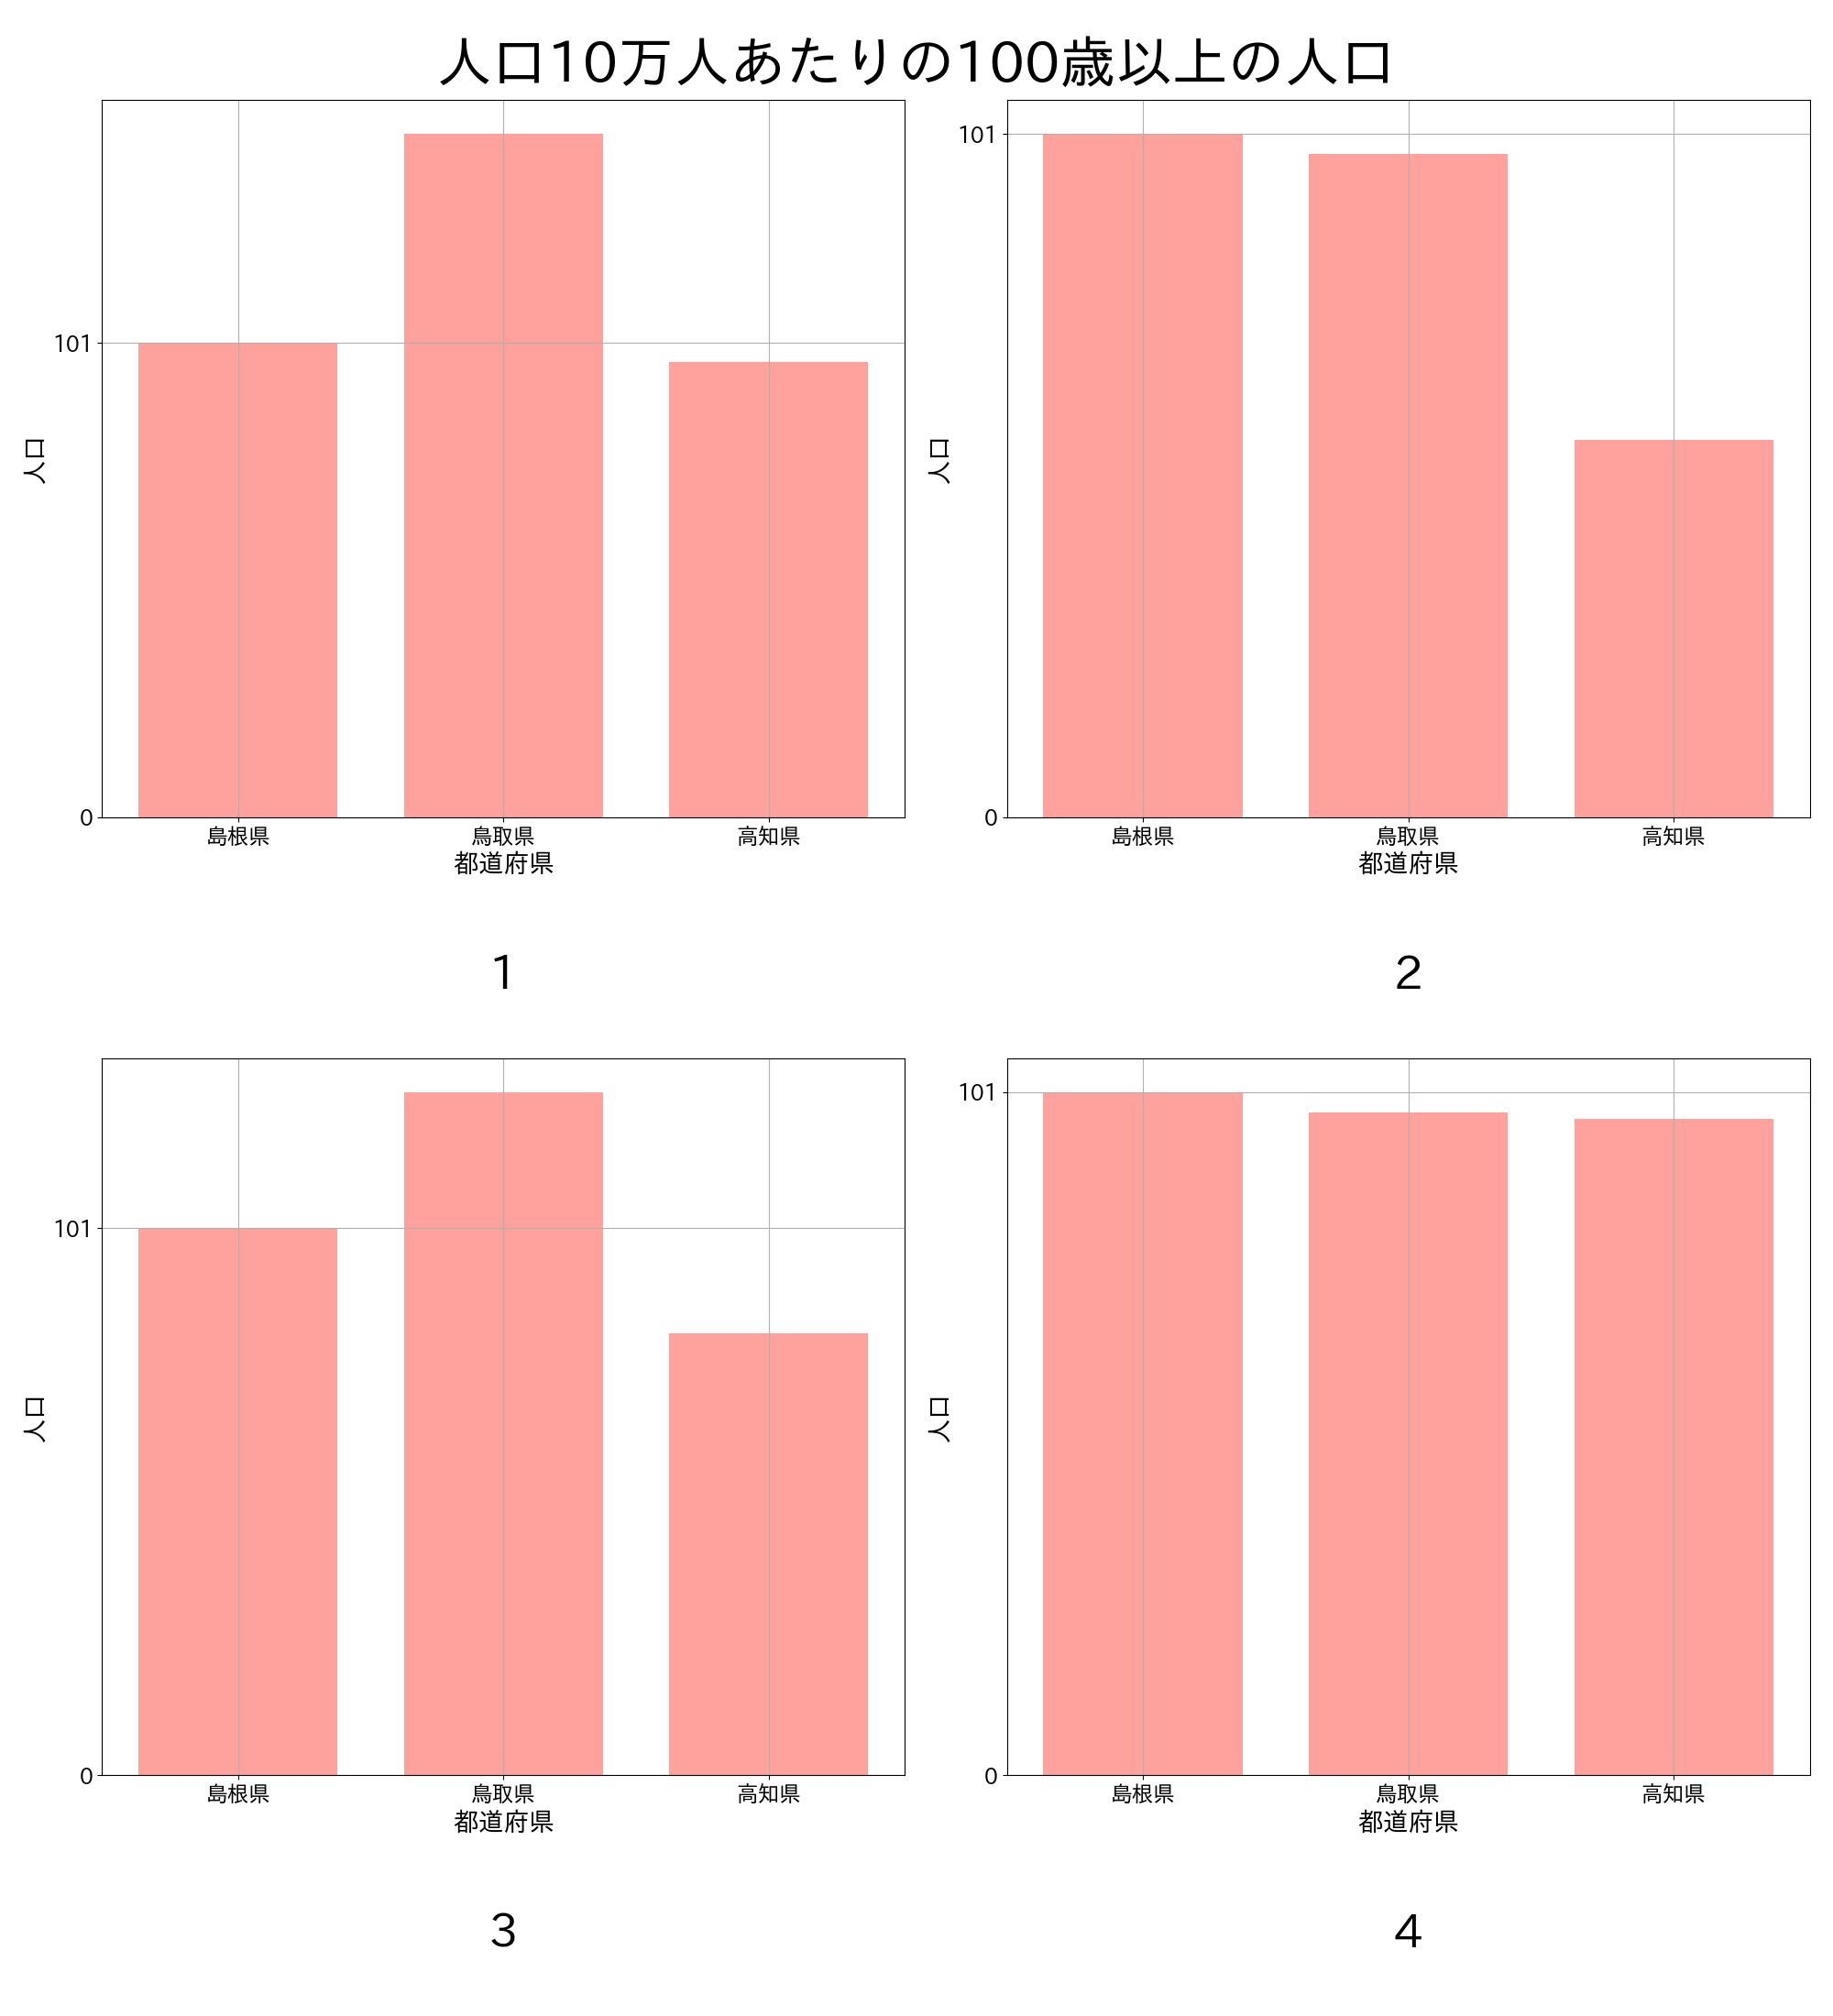 人口10万人あたりの100歳以上の人口
101
人口
0
島根県 鳥取県 高知県
都道府県
1
101
人口
0
島根県 鳥取県 高知県
都道府県
2
101
人口
0
島根県 鳥取県 高知県
都道府県
3
101
人口
0
島根県 鳥取県 高知県
都道府県
4